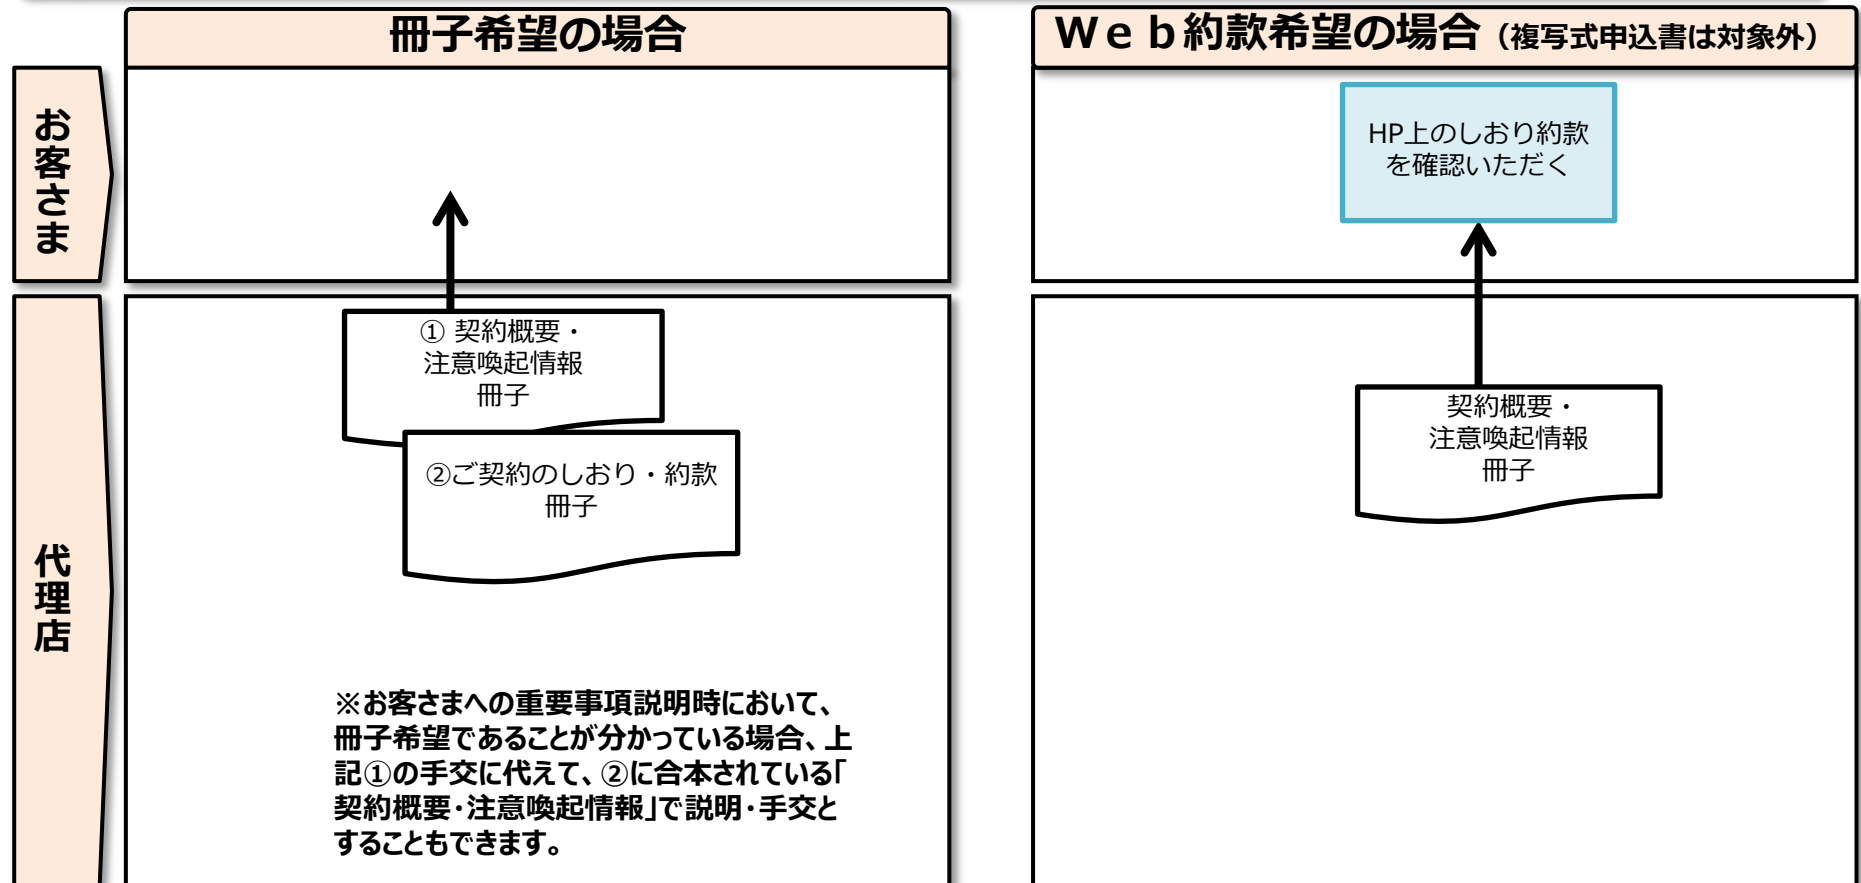 冊子希望の場合
Ｗｅｂ約款希望の場合（複写式申込書は対象外）
お客さま
HP上のしおり約款
を確認いただく
代理店
① 契約概要・
注意喚起情報
冊子
②ご契約のしおり・約款
冊子
※お客さまへの重要事項説明時において、
冊子希望であることが分かっている場合、上
記①の手交に代えて、②に合本されている「
契約概要・注意喚起情報」で説明・手交と
することもできます。
契約概要・
注意喚起情報
冊子